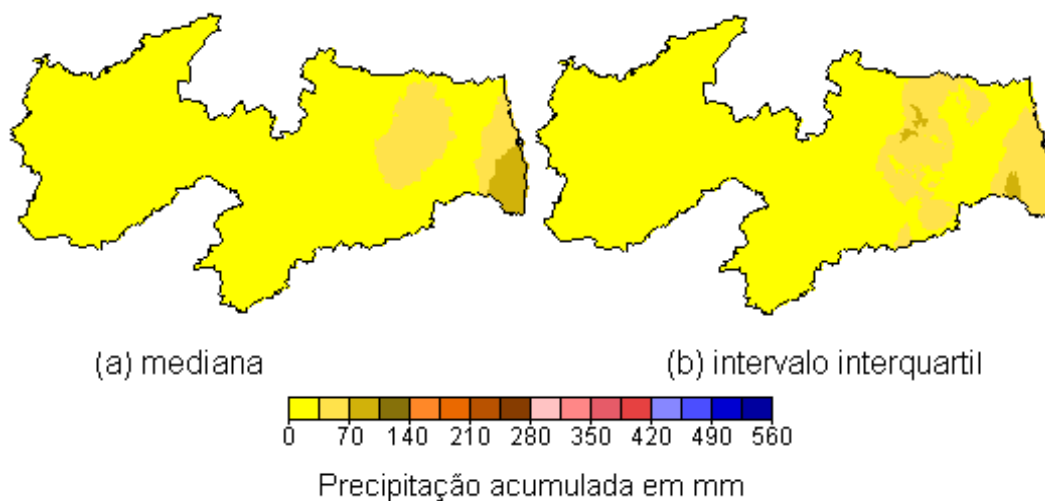 (a) mediana
(b) intervalo interquartil
0 70 140 210 280 350 420 490 560
Precipitação acumulada em mm